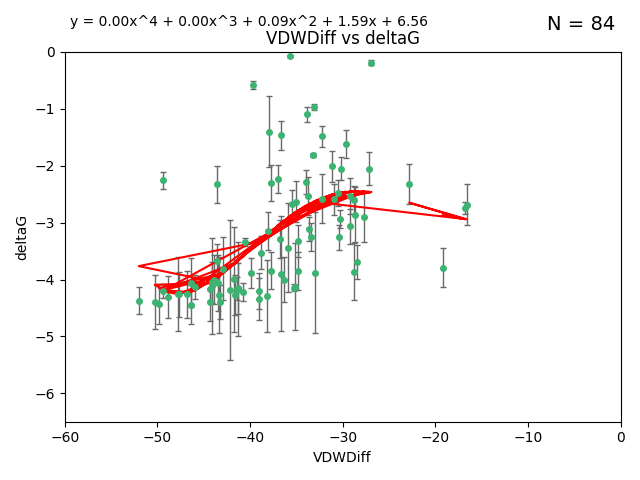 y = 0.00x^4 + 0.00x^3 + 0.09x^2 + 1.59x + 6.56
N = 84
VDWDiff vs deltaG
0
−1
−2
−3
−4
−5
−6
deltaG
−60 −50 −40 −30 −20 −10 0
VDWDiff